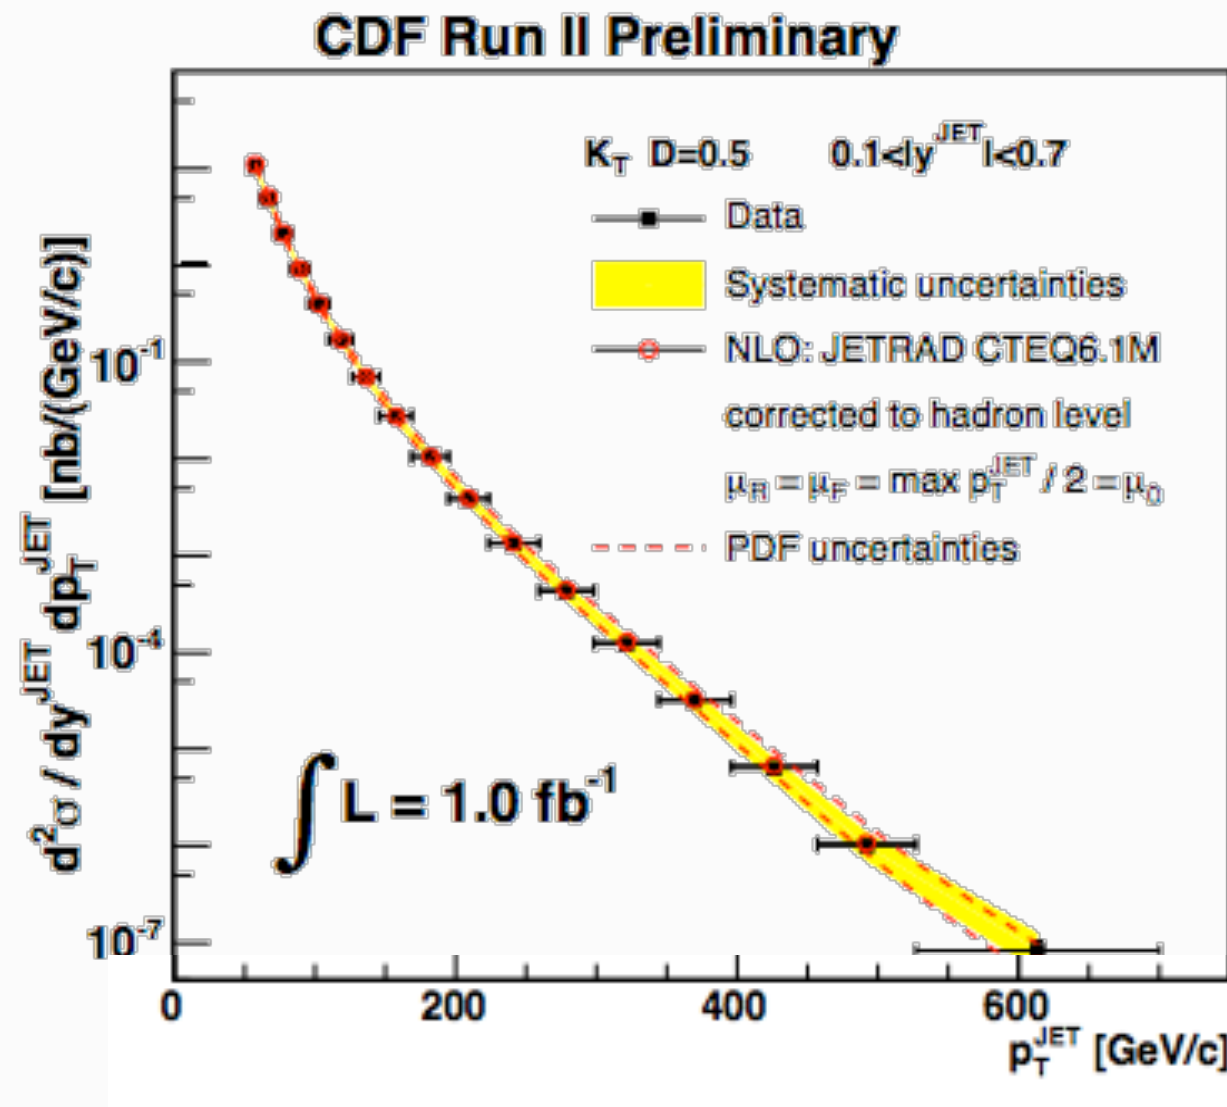 CDF Run II Preliminary
K_T D=0.5 0.1<|y^JET|<0.7
Data
Systematic uncertainties
NLO: JETRAD CTEQ6.1M
corrected to hadron level
μ_R = μ_F = max p_T^JET / 2 = μ_0
PDF uncertainties
d²σ / dy^JET dp_T^JET [nb/(GeV/c)]
10^-1
10^-4
10^-7
∫ L = 1.0 fb^-1
0 200 400 600
p_T^JET [GeV/c]